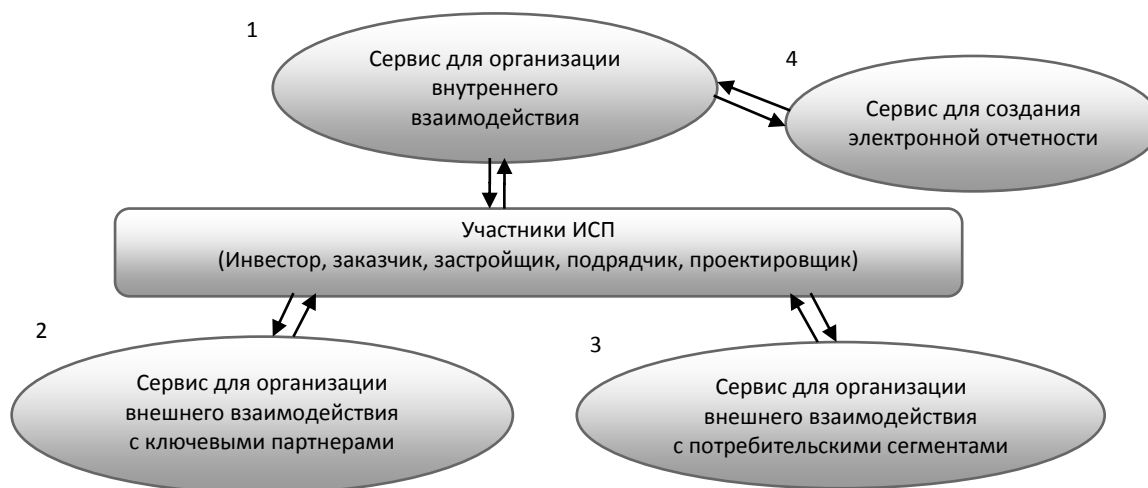 1
Сервис для организации
внутреннего
взаимодействия
4
Сервис для создания
электронной отчетности
Участники ИСП
(Инвестор, заказчик, застройщик, подрядчик, проектировщик)
2
Сервис для организации
внешнего взаимодействия
с ключевыми партнерами
3
Сервис для организации
внешнего взаимодействия
с потребительскими сегментами